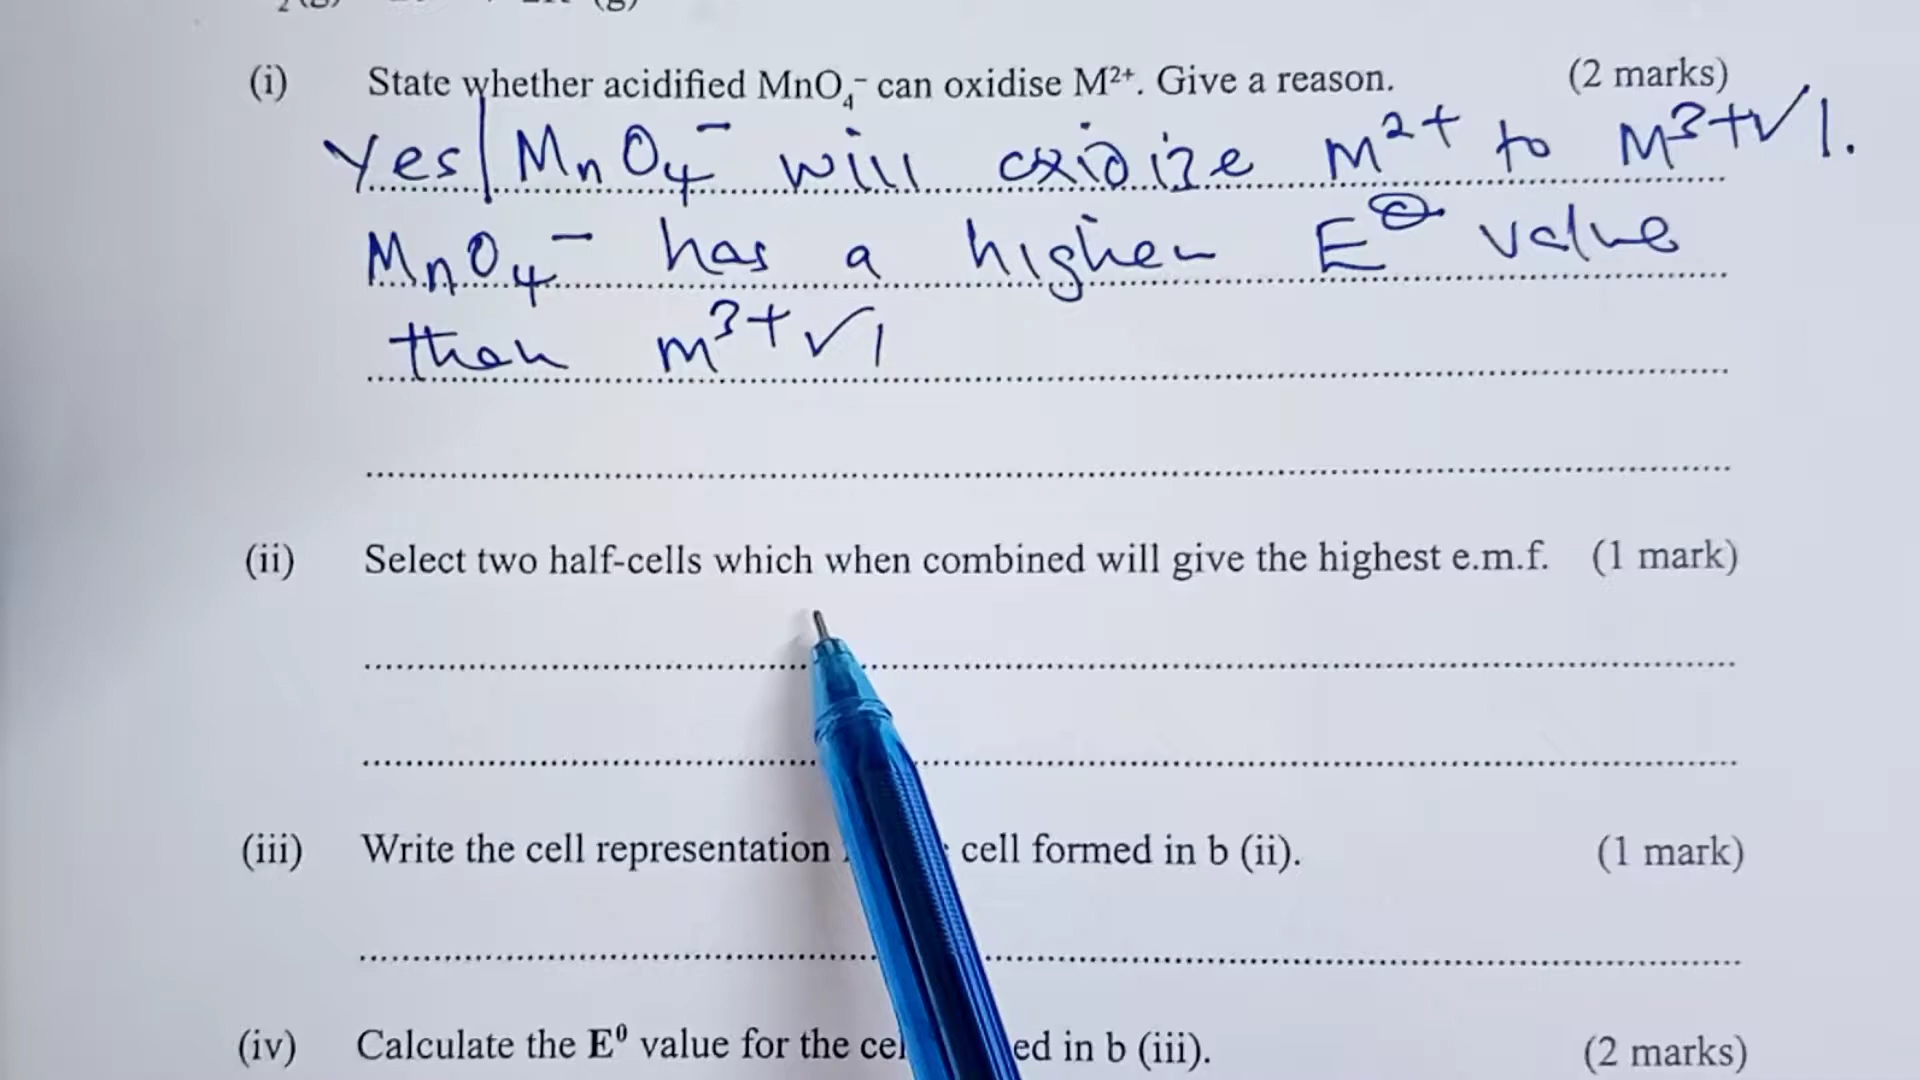 (i) State whether acidified MnO₄⁻ can oxidise M²⁺. Give a reason. (2 marks)
Yes/MnO₄⁻ will oxidize M²⁺ to M³⁺✓1.
MnO₄⁻ has a higher E⊖ value
than M³⁺✓1
(ii) Select two half-cells which when combined will give the highest e.m.f. (1 mark)
(iii) Write the cell representation cell formed in b (ii). (1 mark)
(iv) Calculate the E⁰ value for the in b (iii). (2 marks)